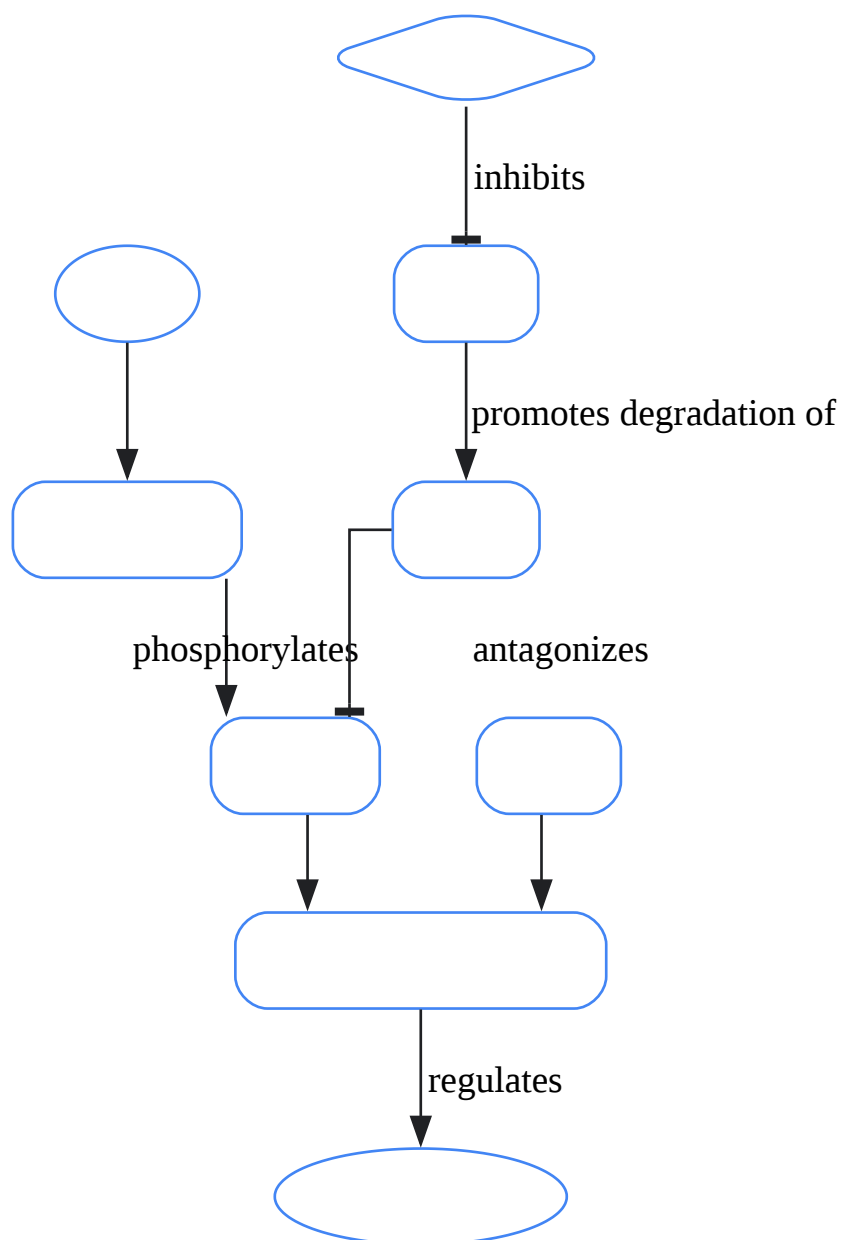 inhibits
promotes degradation of
phosphorylates
antagonizes
regulates